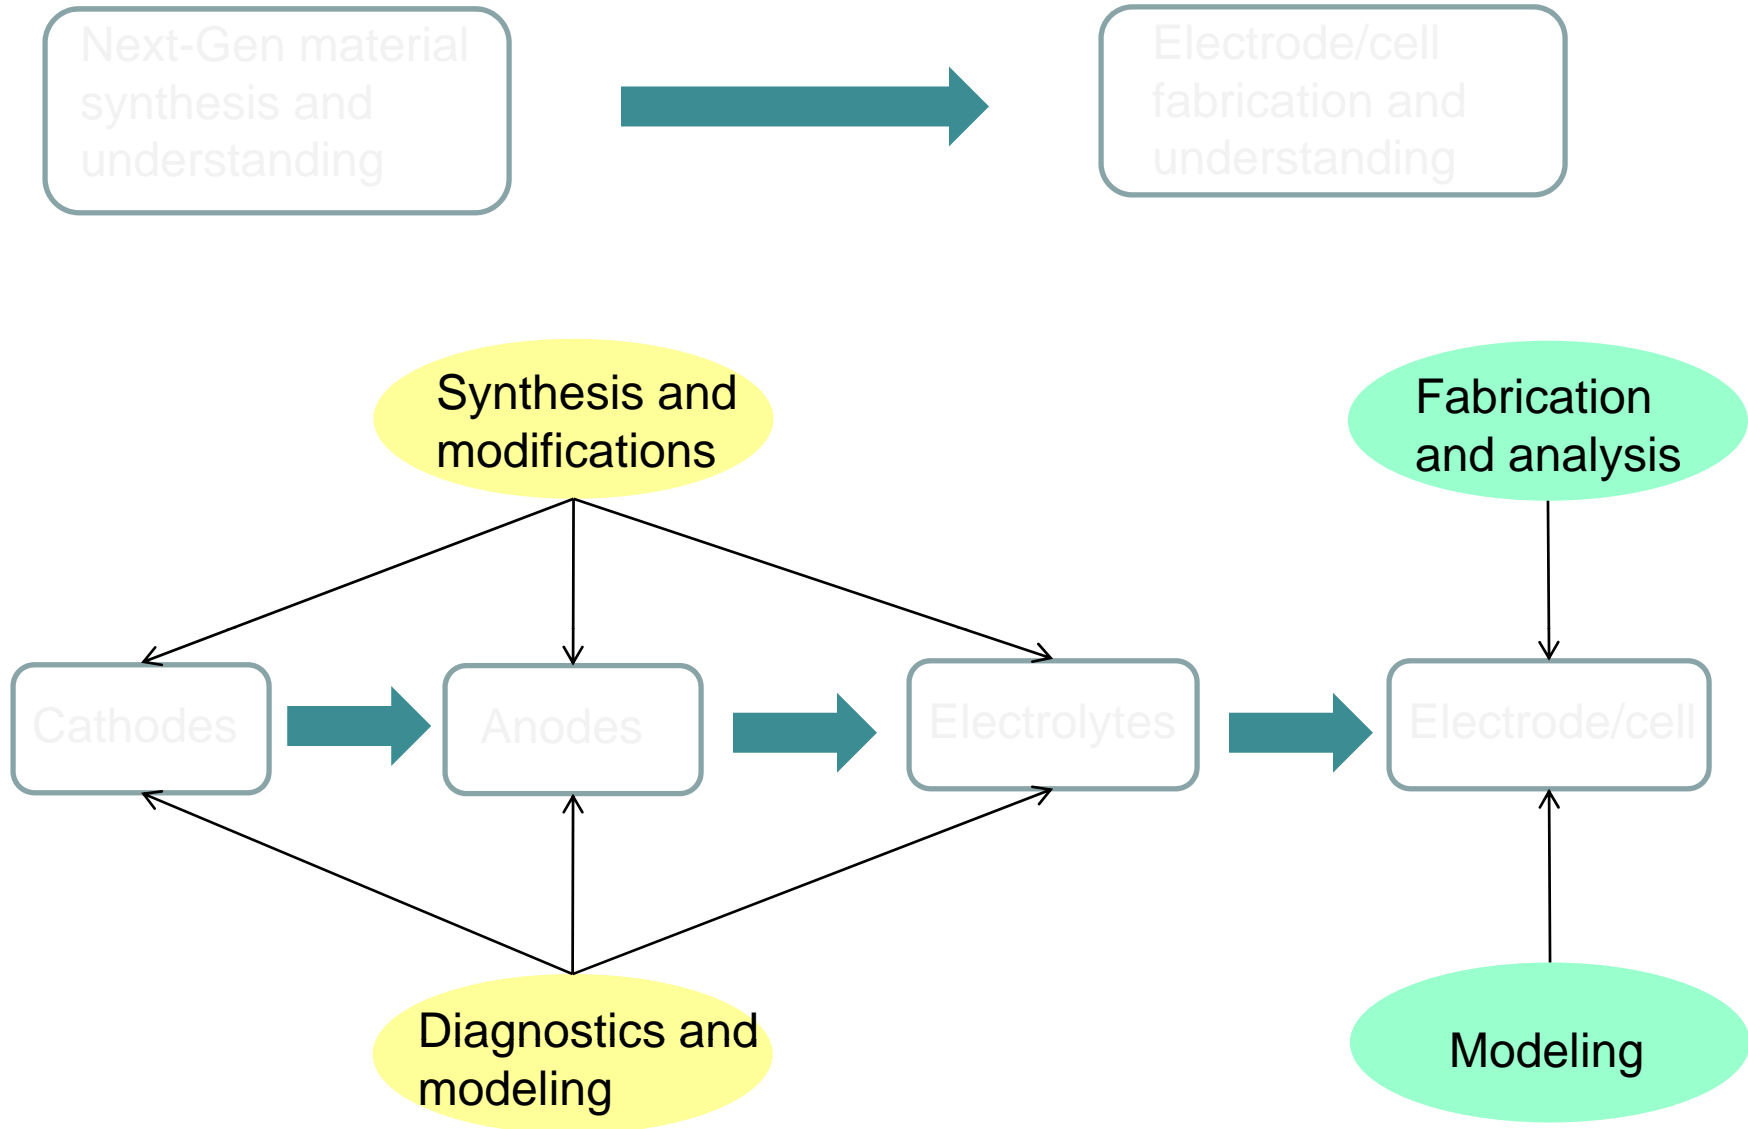 Next-Gen material
synthesis and
understanding
Electrode/cell
fabrication and
understanding
Synthesis and
modifications
Fabrication
and analysis
Cathodes
Anodes
Electrolytes
Electrode/cell
Diagnostics and
modeling
Modeling